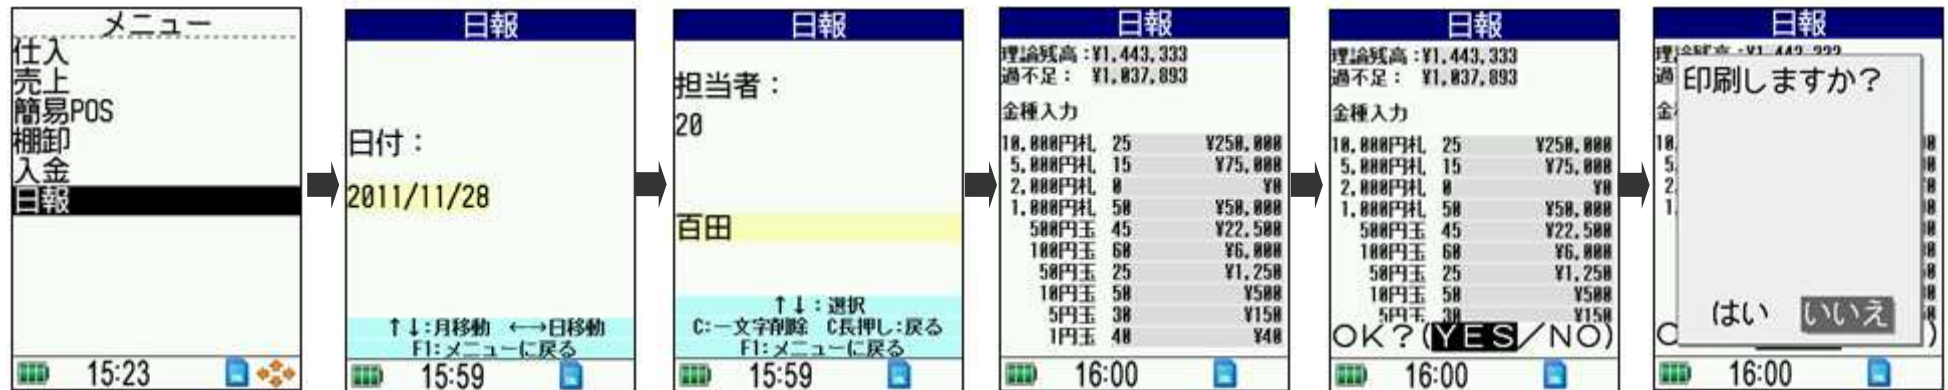 メニュー
仕入
売上
簡易POS
棚卸
入金
日報
15:23
日報
日付：
2011/11/28
↑↓:月移動 ←→日移動
F1:メニューに戻る
15:59
日報
担当者：
20
百田
↑↓：選択
C:一文字削除 C長押し:戻る
F1:メニューに戻る
15:59
日報
理論残高：¥1,443,333
過不足： ¥1,037,893
金種入力
10,000円札 25 ¥250,000
5,000円札 15 ¥75,000
2,000円札 0 ¥0
1,000円札 50 ¥50,000
500円玉 45 ¥22,500
100円玉 60 ¥6,000
50円玉 25 ¥1,250
10円玉 50 ¥500
5円玉 30 ¥150
1円玉 40 ¥40
16:00
日報
理論残高：¥1,443,333
過不足： ¥1,037,893
金種入力
10,000円札 25 ¥250,000
5,000円札 15 ¥75,000
2,000円札 0 ¥0
1,000円札 50 ¥50,000
500円玉 45 ¥22,500
100円玉 60 ¥6,000
50円玉 25 ¥1,250
10円玉 50 ¥500
5円玉 30 ¥150
OK?(YES/NO)
16:00
日報
印刷しますか？
はい いいえ
16:00